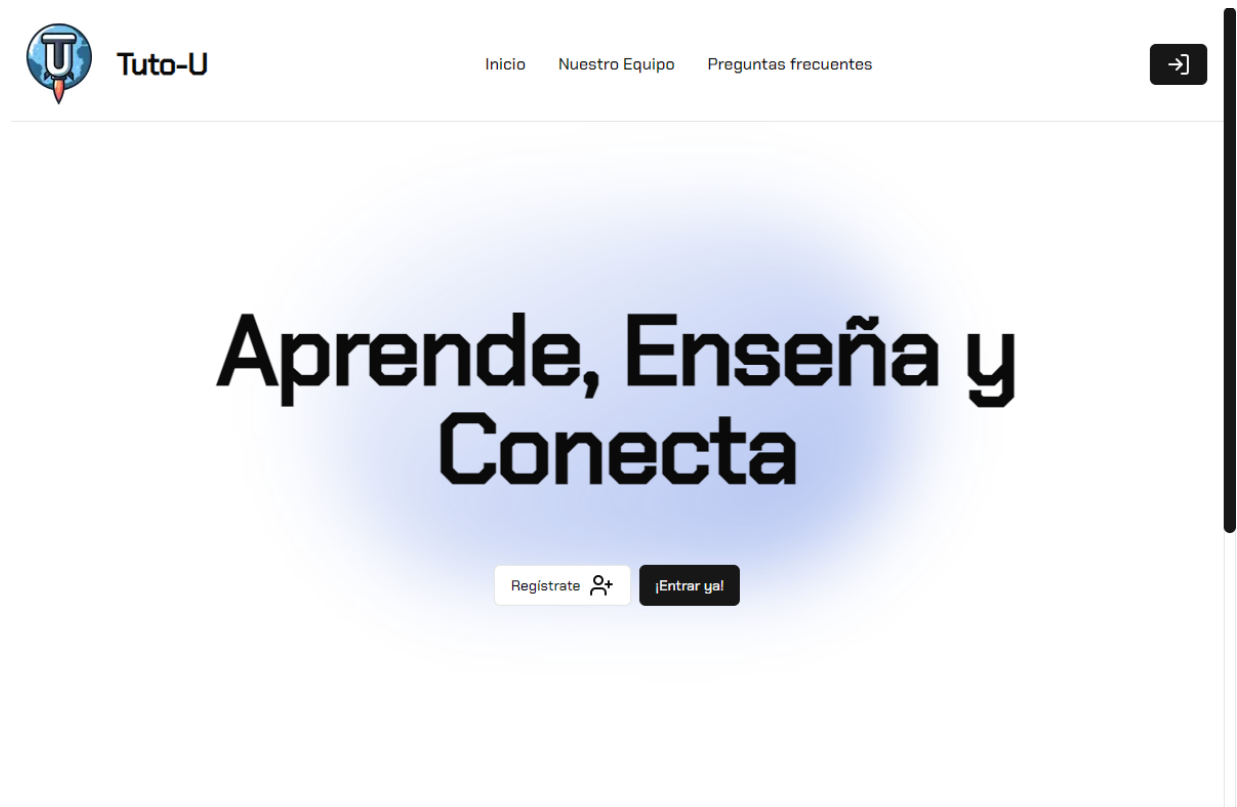 U
Tuto-U
Inicio Nuestro Equipo Preguntas frecuentes
Aprende, Enseña y
Conecta
Regístrate ¡Entrar ya!